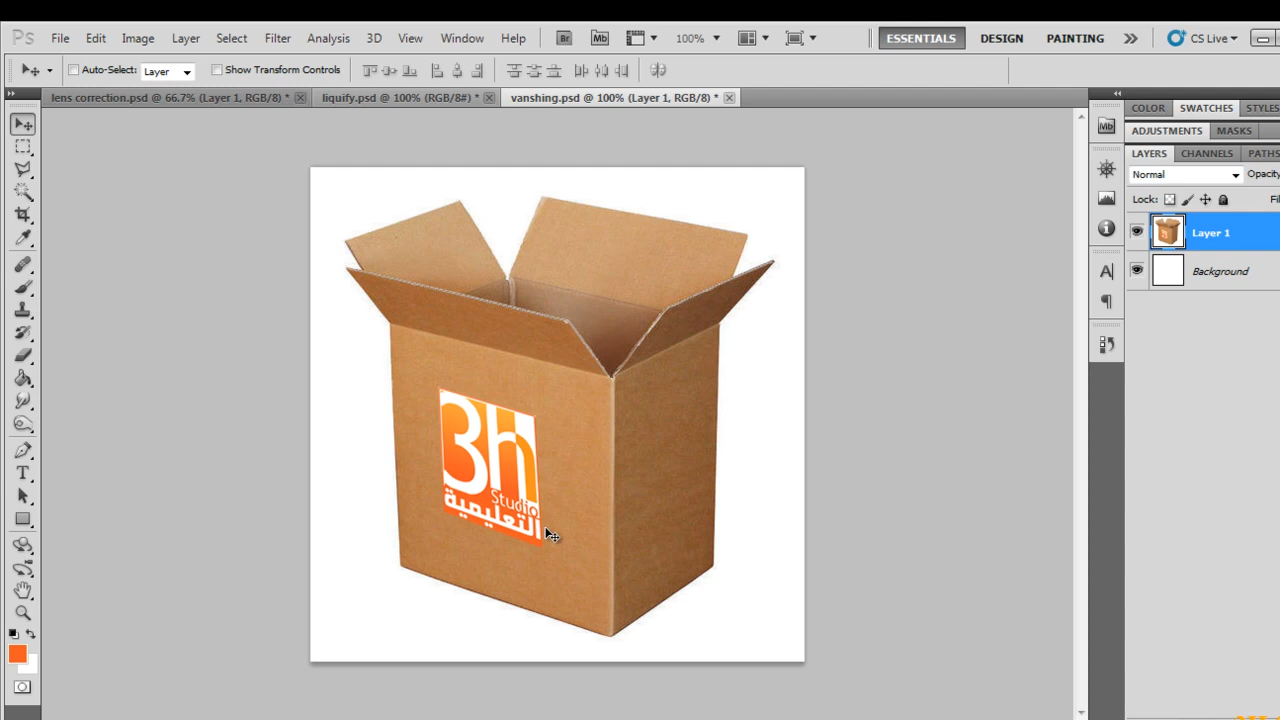 Ps File Edit Image Layer Select Filter Analysis 3D View Window Help Br Mb 100% ESSENTIALS DESIGN PAINTING CS Live
Auto-Select: Layer Show Transform Controls
lens correction.psd @ 66.7% (Layer 1, RGB/8) * liquify.psd @ 100% (RGB/8#) * vanshing.psd @ 100% (Layer 1, RGB/8) *
COLOR SWATCHES STYLES
Mb
ADJUSTMENTS MASKS
LAYERS CHANNELS PATHS
Normal Opacity
Lock: Fil
Layer 1
Background
3h
Studio
التعليمية